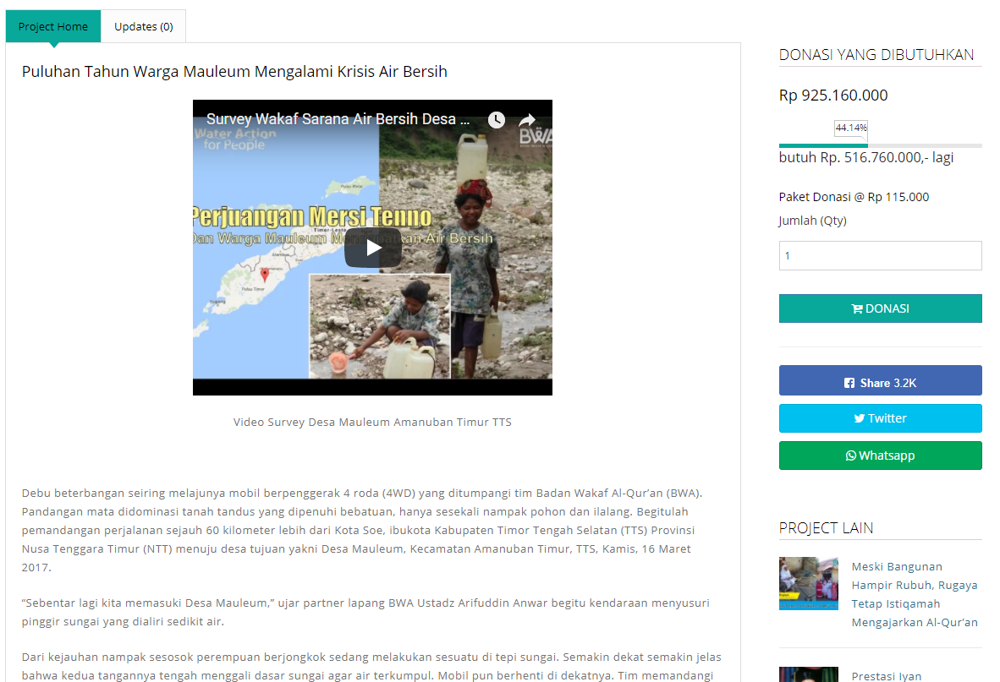 Project Home
Updates (0)
Puluhan Tahun Warga Mauleum Mengalami Krisis Air Bersih
Survey Wakaf Sarana Air Bersih Desa ...
Water Action
for People
BWA
Perjuangan Mersi Tenno
Dan Warga Mauleum
Air Bersih
Timor-Leste
Pulau Timor
Kupang
Video Survey Desa Mauleum Amanuban Timur TTS
Debu beterbangan seiring melajunya mobil berpenggerak 4 roda (4WD) yang ditumpangi tim Badan Wakaf Al-Qur’an (BWA).
Pandangan mata didominasi tanah tandus yang dipenuhi bebatuan, hanya sesekali nampak pohon dan ilalang. Begitulah
pemandangan perjalanan sejauh 60 kilometer lebih dari Kota Soe, ibukota Kabupaten Timor Tengah Selatan (TTS) Provinsi
Nusa Tenggara Timur (NTT) menuju desa tujuan yakni Desa Mauleum, Kecamatan Amanuban Timur, TTS, Kamis, 16 Maret
2017.
“Sebentar lagi kita memasuki Desa Mauleum,” ujar partner lapang BWA Ustadz Arifuddin Anwar begitu kendaraan menyusuri
pinggir sungai yang dialiri sedikit air.
Dari kejauhan nampak sesosok perempuan berjongkok sedang melakukan sesuatu di tepi sungai. Semakin dekat semakin jelas
bahwa kedua tangannya tengah menggali dasar sungai agar air terkumpul. Mobil pun berhenti di dekatnya. Tim memandangi
DONASI YANG DIBUTUHKAN
Rp 925.160.000
44.14%
butuh Rp. 516.760.000,- lagi
Paket Donasi @ Rp 115.000
Jumlah (Qty)
1
DONASI
Share 3.2K
Twitter
Whatsapp
PROJECT LAIN
Meski Bangunan
Hampir Rubuh, Rugaya
Tetap Istiqamah
Mengajarkan Al-Qur’an
Prestasi Iyan